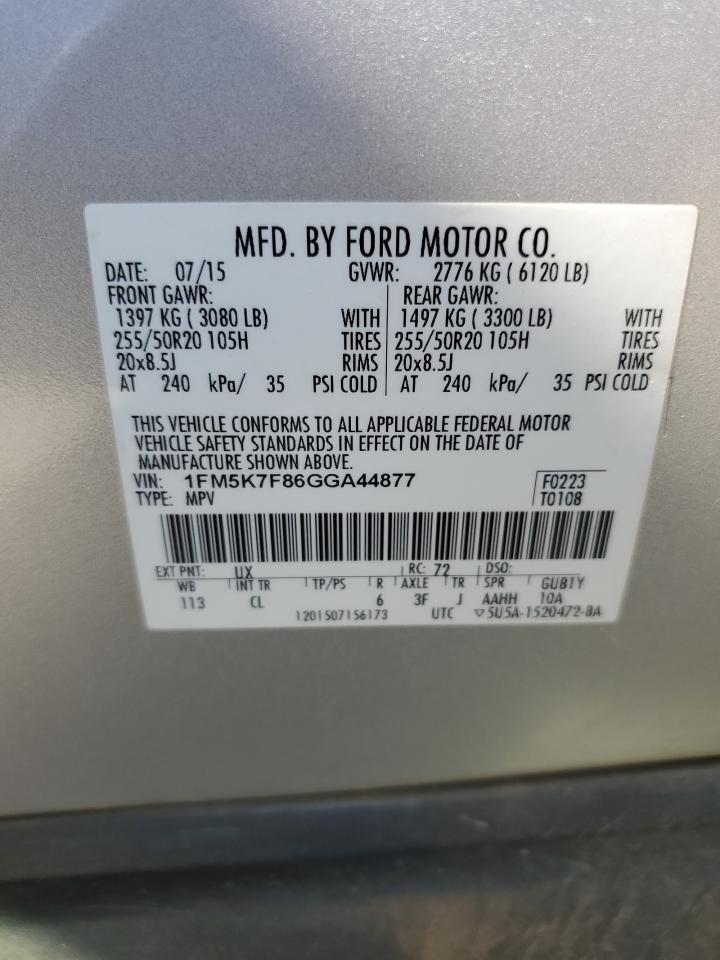 MFD. BY FORD MOTOR CO.
DATE: 07/15 GVWR: 2776 KG ( 6120 LB)
FRONT GAWR: REAR GAWR:
1397 KG ( 3080 LB) WITH 1497 KG ( 3300 LB) WITH
255/50R20 105H TIRES 255/50R20 105H TIRES
20x8.5J RIMS 20x8.5J RIMS
AT 240 kPa/ 35 PSI COLD AT 240 kPa/ 35 PSI COLD
THIS VEHICLE CONFORMS TO ALL APPLICABLE FEDERAL MOTOR
VEHICLE SAFETY STANDARDS IN EFFECT ON THE DATE OF
MANUFACTURE SHOWN ABOVE.
VIN: 1FM5K7F86GGA44877 F0223
TYPE: MPV T0108
EXT PNT: UX RC: 72 DSO:
WB INT TR TP/PS R AXLE TR SPR GUB1Y
113 CL 6 3F J AAHH 10A
1201507156173 UTC ▽5U5A-1520472-BA